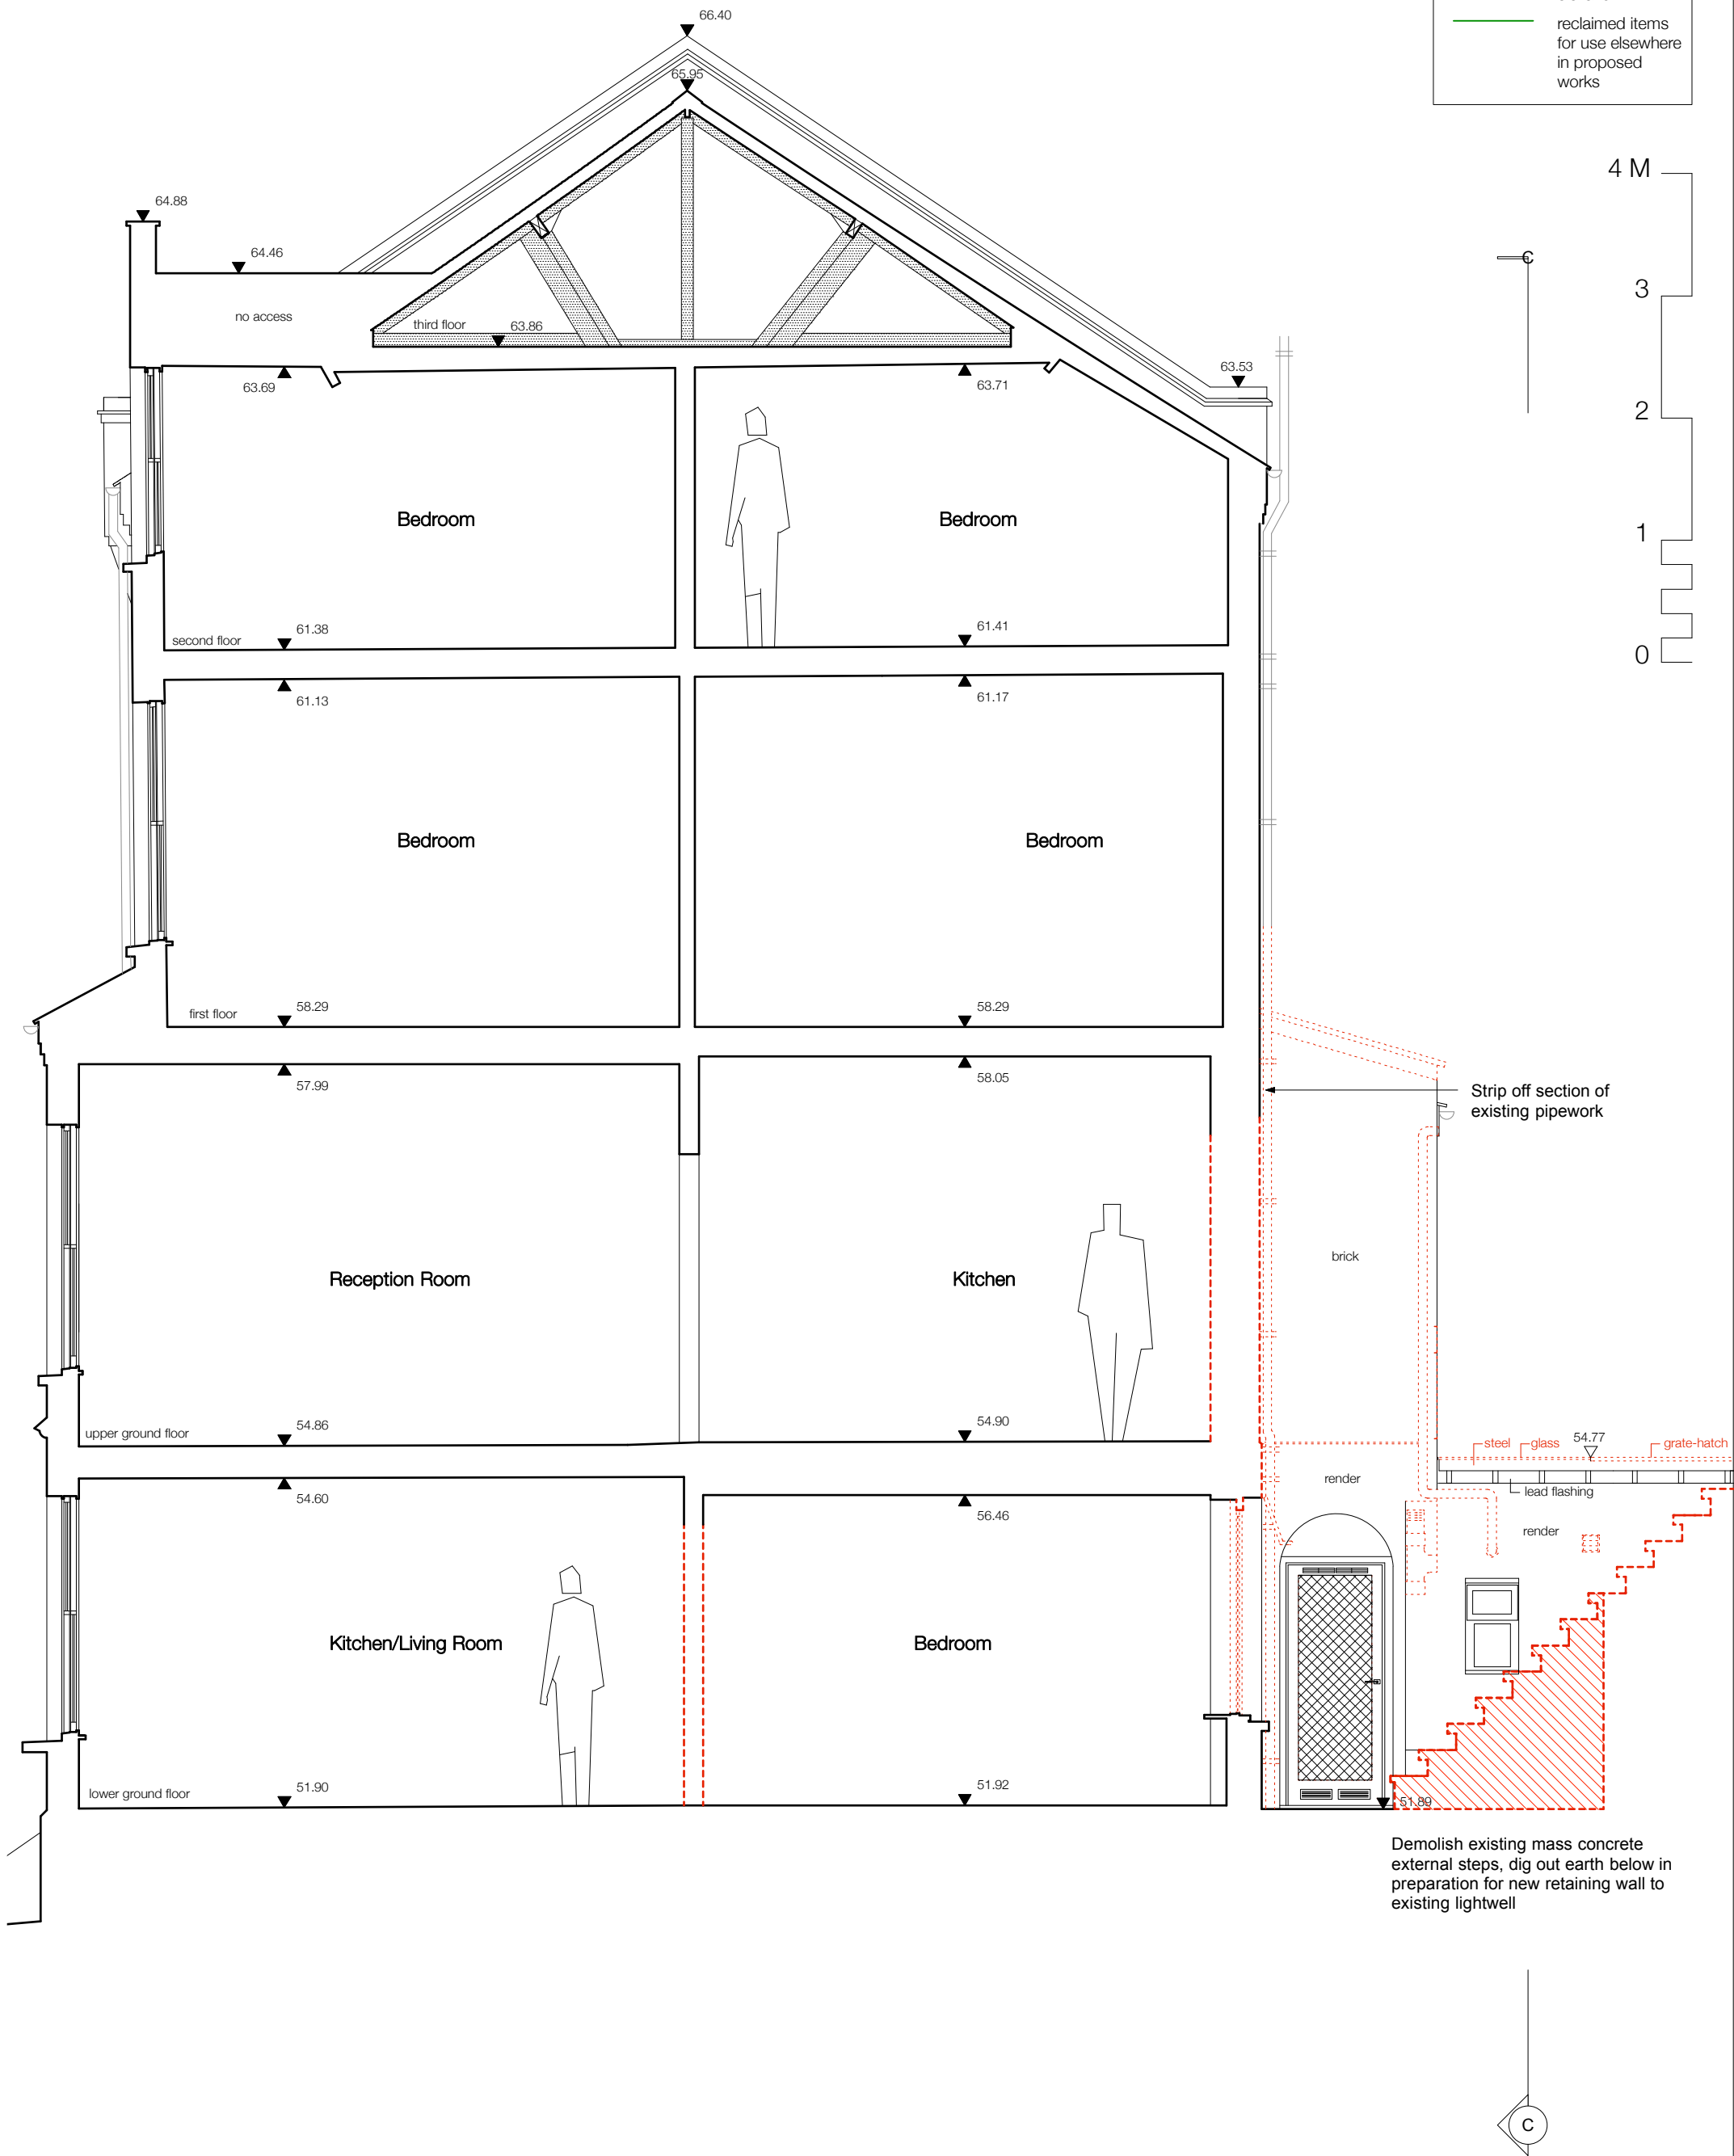 reclaimed items
for use elsewhere
in proposed
works
4 M
3
2
1
0
C
66.40
65.95
64.88
64.46
no access
third floor
63.86
63.53
63.69
63.71
Bedroom
Bedroom
second floor
61.38
61.41
61.13
61.17
Bedroom
Bedroom
first floor
58.29
58.29
57.99
58.05
Strip off section of
existing pipework
brick
Reception Room
Kitchen
upper ground floor
54.86
54.90
steel
glass
54.77
grate-hatch
54.60
56.46
render
lead flashing
render
Kitchen/Living Room
Bedroom
lower ground floor
51.90
51.92
51.89
Demolish existing mass concrete
external steps, dig out earth below in
preparation for new retaining wall to
existing lightwell
C